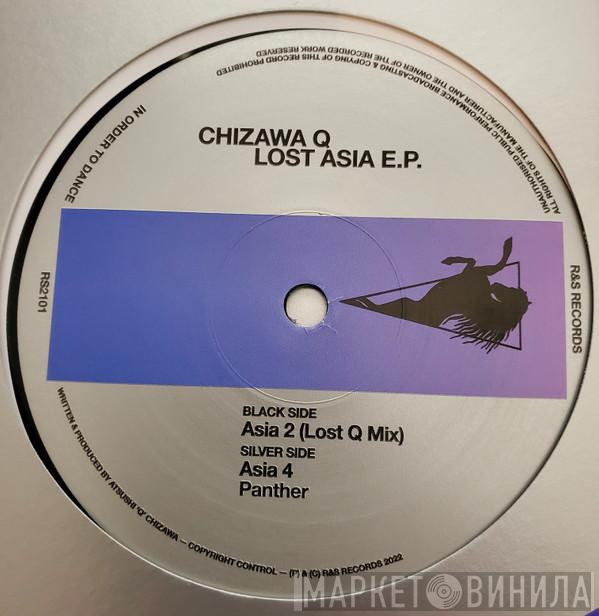 UNAUTHORISED PUBLIC PERFORMANCE BROADCASTING & COPYING OF THIS RECORD PROHIBITED
ALL RIGHTS OF THE MANUFACTURER AND THE OWNER OF THE RECORDED WORK RESERVED
IN ORDER TO DANCE
CHIZAWA Q
LOST ASIA E.P.
RS2101
R&S RECORDS
BLACK SIDE
Asia 2 (Lost Q Mix)
SILVER SIDE
Asia 4
Panther
WRITTEN & PRODUCED BY ATSUSHI 'Q' CHIZAWA — COPYRIGHT CONTROL — (P) & (C) R&S RECORDS 2022
МАРКЕТ ВИНИЛА